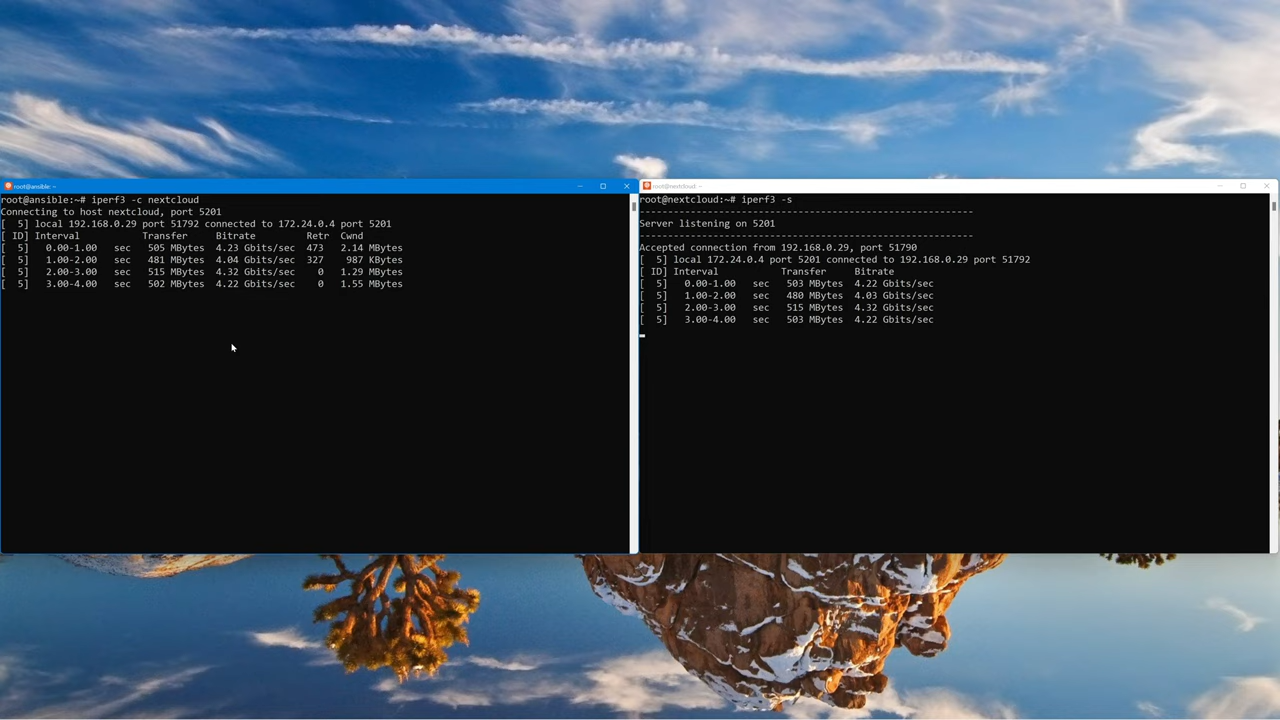 root@ansible: ~
root@ansible:~# iperf3 -c nextcloud
Connecting to host nextcloud, port 5201
[  5] local 192.168.0.29 port 51792 connected to 172.24.0.4 port 5201
[ ID] Interval           Transfer     Bitrate         Retr  Cwnd
[  5]   0.00-1.00   sec   505 MBytes  4.23 Gbits/sec  473   2.14 MBytes
[  5]   1.00-2.00   sec   481 MBytes  4.04 Gbits/sec  327    987 KBytes
[  5]   2.00-3.00   sec   515 MBytes  4.32 Gbits/sec    0   1.29 MBytes
[  5]   3.00-4.00   sec   502 MBytes  4.22 Gbits/sec    0   1.55 MBytes
root@nextcloud: ~
root@nextcloud:~# iperf3 -s
-----------------------------------------------------------
Server listening on 5201
-----------------------------------------------------------
Accepted connection from 192.168.0.29, port 51790
[  5] local 172.24.0.4 port 5201 connected to 192.168.0.29 port 51792
[ ID] Interval           Transfer     Bitrate
[  5]   0.00-1.00   sec   503 MBytes  4.22 Gbits/sec
[  5]   1.00-2.00   sec   480 MBytes  4.03 Gbits/sec
[  5]   2.00-3.00   sec   515 MBytes  4.32 Gbits/sec
[  5]   3.00-4.00   sec   503 MBytes  4.22 Gbits/sec